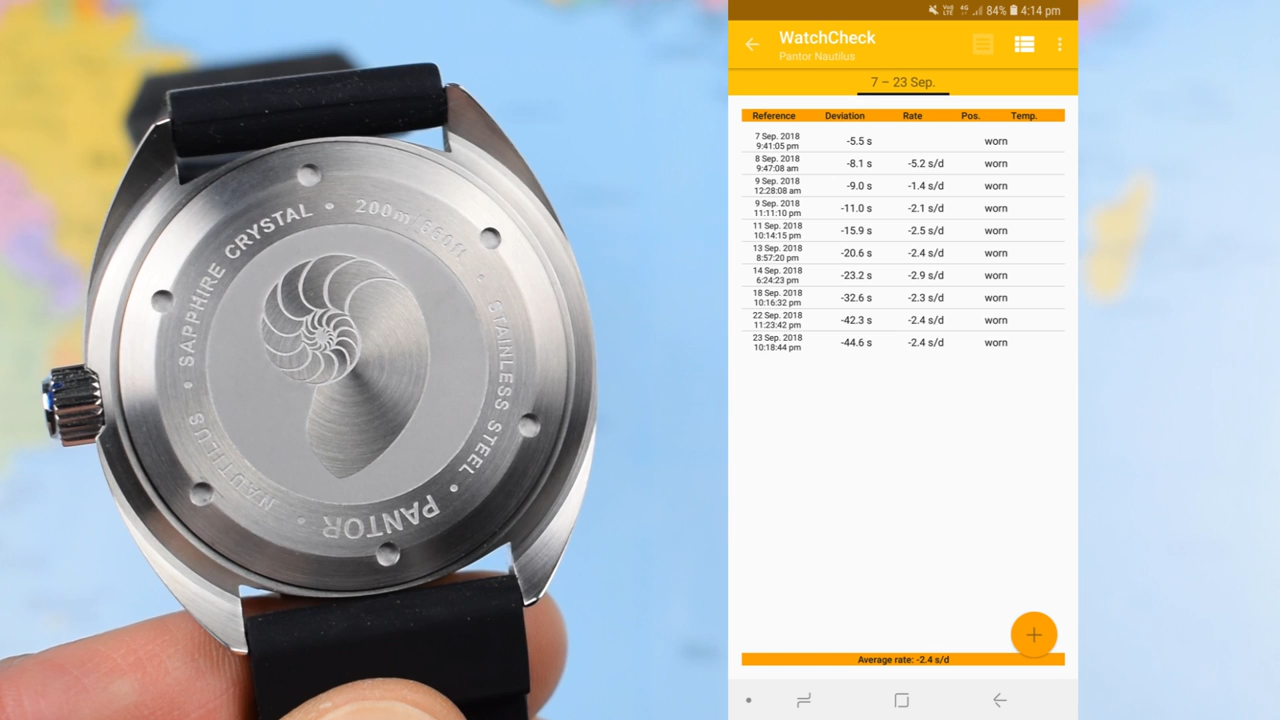 SAPPHIRE CRYSTAL • 200m/660ft • STAINLESS STEEL • PANTOR • NAUTILUS •
VoD LTE 4G 84% 4:14 pm
WatchCheck
Pantor Nautilus
7 – 23 Sep.
Reference Deviation Rate Pos. Temp.
7 Sep. 2018
9:41:05 pm -5.5 s worn
8 Sep. 2018
9:47:08 am -8.1 s -5.2 s/d worn
9 Sep. 2018
12:28:08 am -9.0 s -1.4 s/d worn
9 Sep. 2018
11:11:10 pm -11.0 s -2.1 s/d worn
11 Sep. 2018
10:14:15 pm -15.9 s -2.5 s/d worn
13 Sep. 2018
8:57:20 pm -20.6 s -2.4 s/d worn
14 Sep. 2018
6:24:23 pm -23.2 s -2.9 s/d worn
18 Sep. 2018
10:16:32 pm -32.6 s -2.3 s/d worn
22 Sep. 2018
11:23:42 pm -42.3 s -2.4 s/d worn
23 Sep. 2018
10:18:44 pm -44.6 s -2.4 s/d worn
Average rate: -2.4 s/d